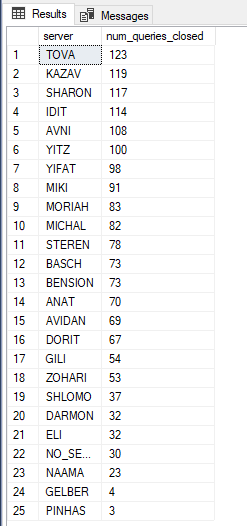 Results Messages
server num_queries_closed
1 TOVA 123
2 KAZAV 119
3 SHARON 117
4 IDIT 114
5 AVNI 108
6 YITZ 100
7 YIFAT 98
8 MIKI 91
9 MORIAH 83
10 MICHAL 82
11 STEREN 78
12 BASCH 73
13 BENSION 73
14 ANAT 70
15 AVIDAN 69
16 DORIT 67
17 GILI 54
18 ZOHARI 53
19 SHLOMO 37
20 DARMON 32
21 ELI 32
22 NO_SE... 30
23 NAAMA 23
24 GELBER 4
25 PINHAS 3